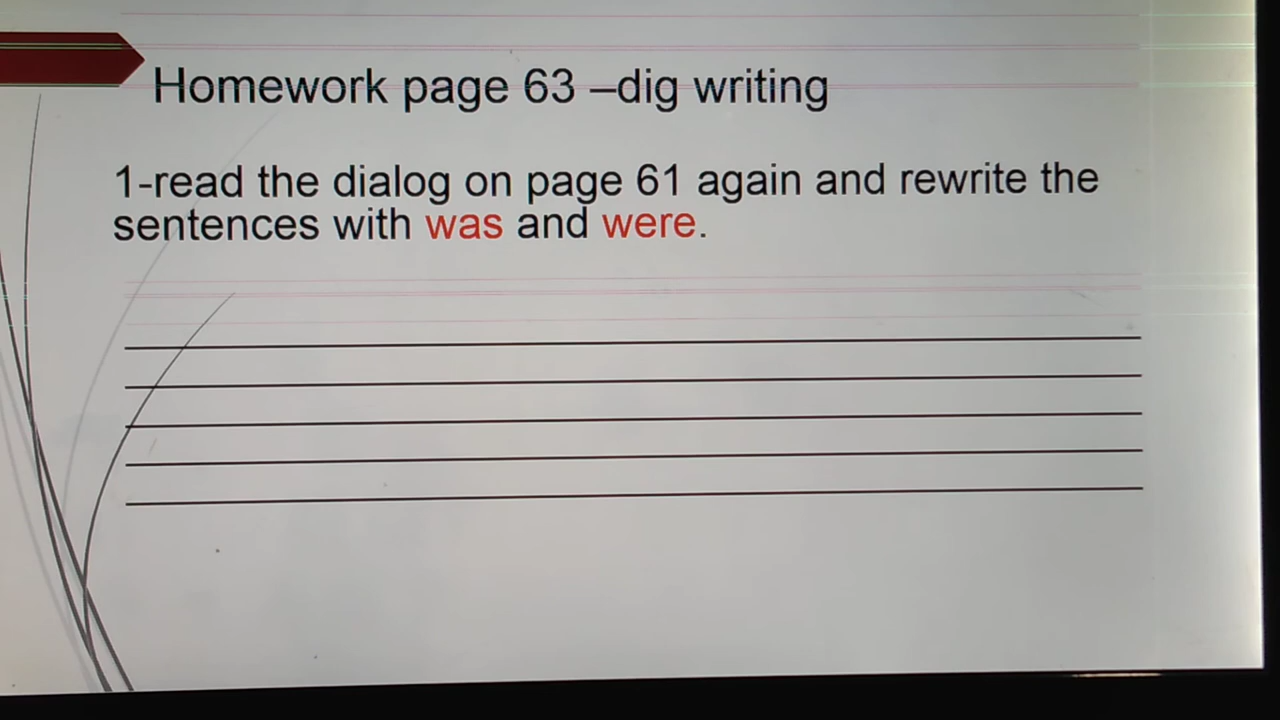 Homework page 63 –dig writing
1-read the dialog on page 61 again and rewrite the
sentences with was and were.